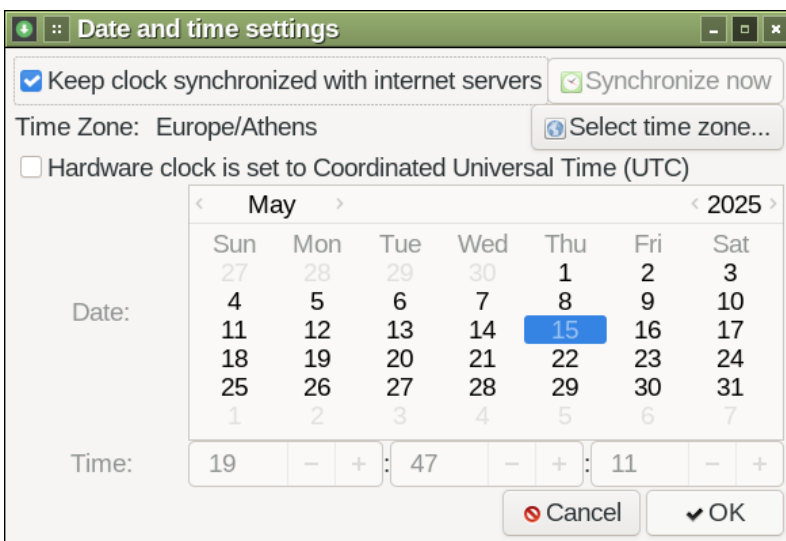 Date and time settings
Keep clock synchronized with internet servers Synchronize now
Time Zone: Europe/Athens Select time zone...
Hardware clock is set to Coordinated Universal Time (UTC)
May 2025
Sun Mon Tue Wed Thu Fri Sat
27 28 29 30 1 2 3
4 5 6 7 8 9 10
Date: 11 12 13 14 15 16 17
18 19 20 21 22 23 24
25 26 27 28 29 30 31
1 2 3 4 5 6 7
Time: 19 − + : 47 − + : 11 − +
Cancel OK